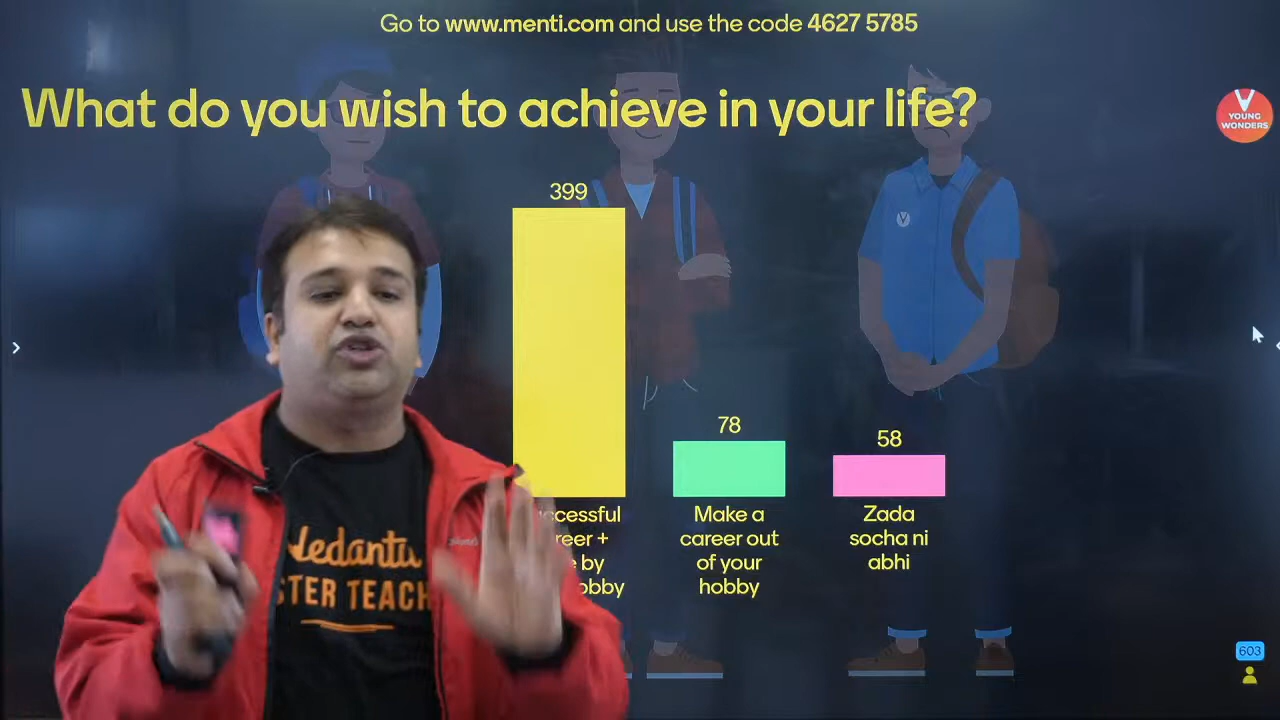 Go to www.menti.com and use the code 4627 5785
What do you wish to achieve in your life?
YOUNG
WONDERS
399
78
58
Make a
career out
of your
hobby
Zada
socha ni
abhi
by
603